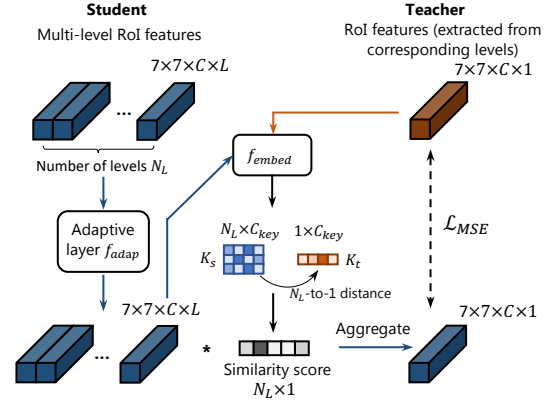 Student
Multi-level RoI features
7×7×C×L
...
Number of levels N_L
Adaptive
layer f_adap
7×7×C×L
...
*
Teacher
RoI features (extracted from
corresponding levels)
7×7×C×1
f_embed
N_L×C_key
1×C_key
K_s
K_t
N_L-to-1 distance
L_MSE
Similarity score
N_L×1
Aggregate
7×7×C×1